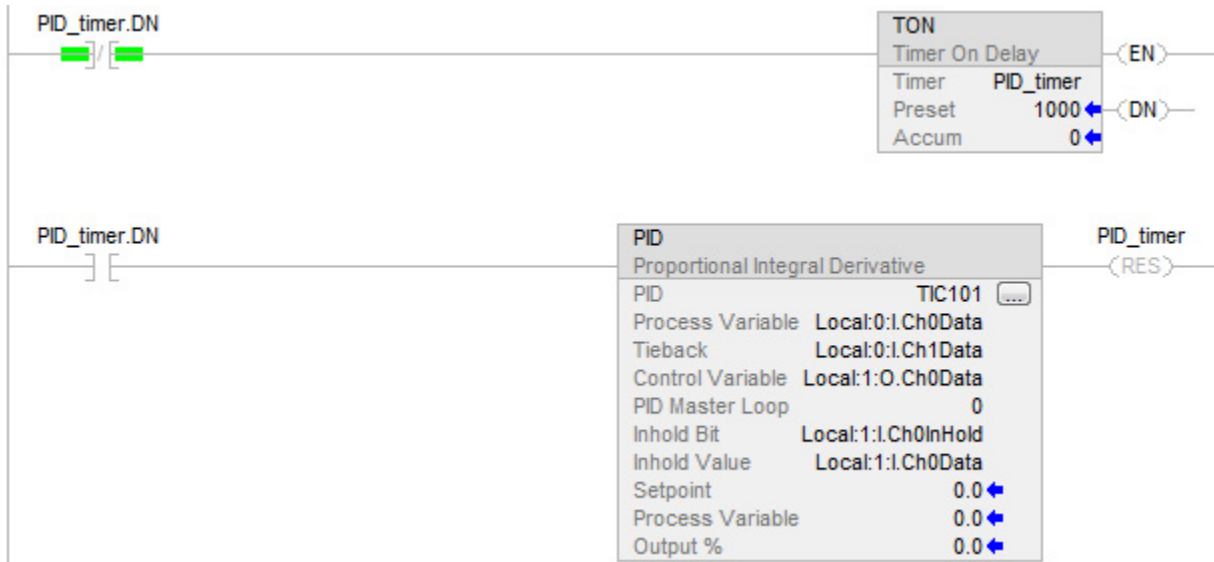 PID_timer.DN
TON
Timer On Delay
EN
Timer PID_timer
Preset 1000
DN
Accum 0
PID_timer.DN
PID
PID_timer
Proportional Integral Derivative
RES
PID TIC101 ...
Process Variable Local:0:I.Ch0Data
Tieback Local:0:I.Ch1Data
Control Variable Local:1:O.Ch0Data
PID Master Loop 0
Inhold Bit Local:1:I.Ch0InHold
Inhold Value Local:1:I.Ch0Data
Setpoint 0.0
Process Variable 0.0
Output % 0.0